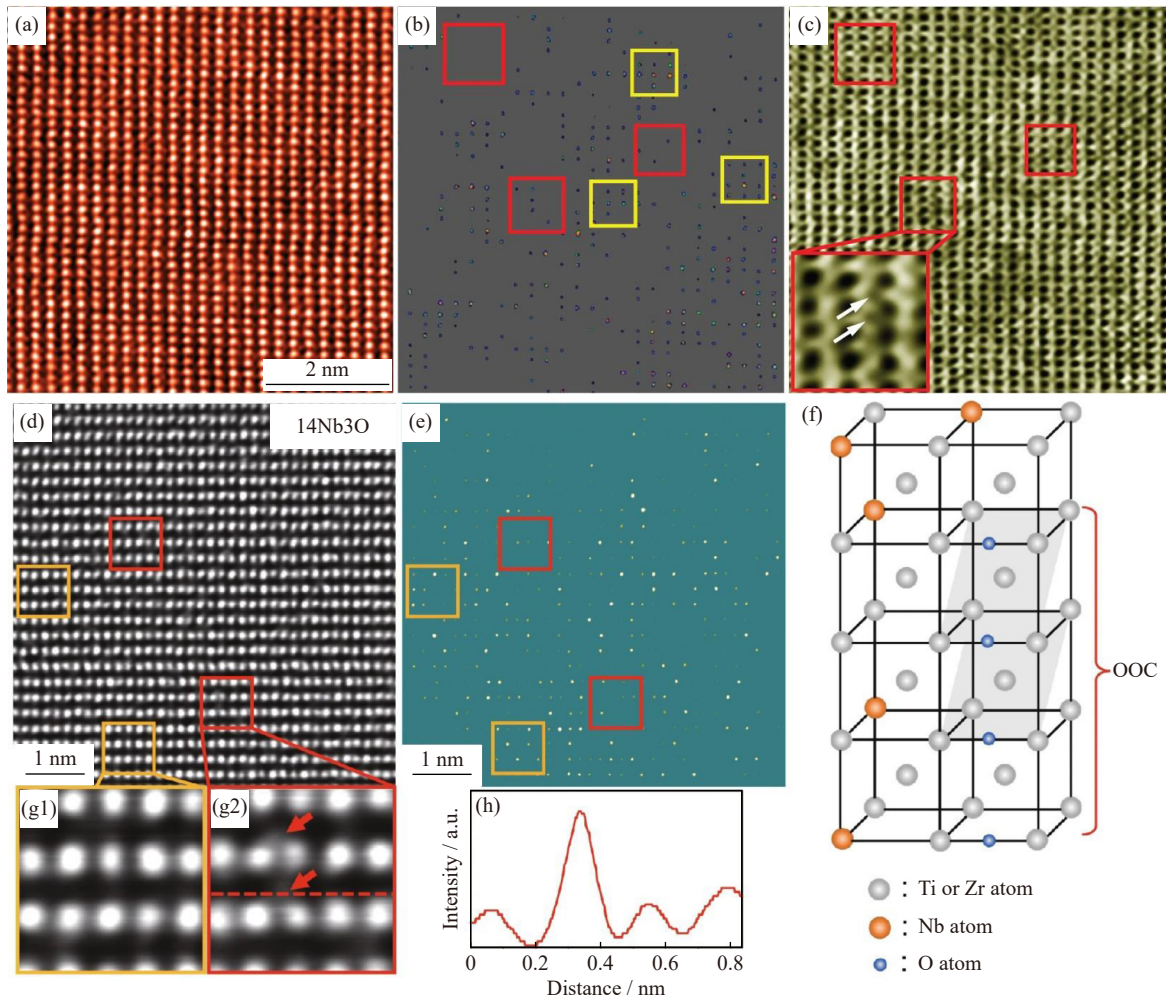 (a)
2 nm
(b)
(c)
(d)
14Nb3O
1 nm
(e)
1 nm
(f)
OOC
: Ti or Zr atom
: Nb atom
: O atom
(g1)
(g2)
(h)
Intensity / a.u.
0 0.2 0.4 0.6 0.8
Distance / nm